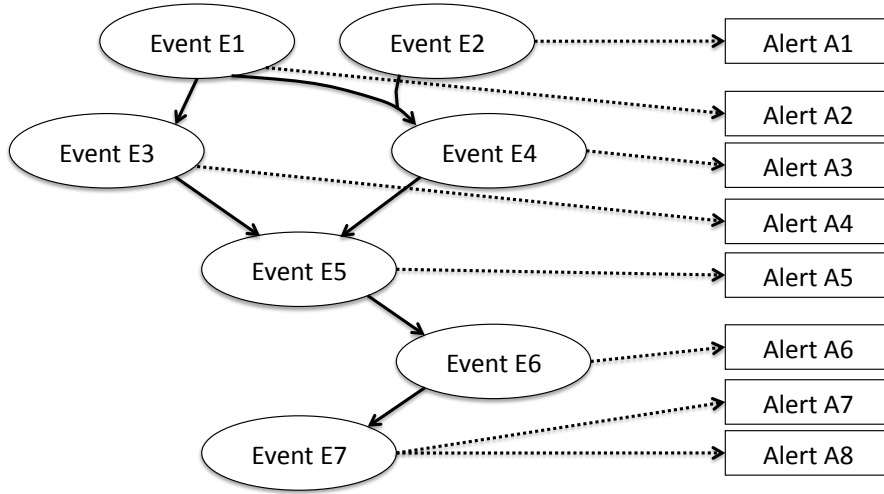 Event E1
Event E2
Alert A1
Alert A2
Event E3
Event E4
Alert A3
Alert A4
Event E5
Alert A5
Event E6
Alert A6
Alert A7
Event E7
Alert A8